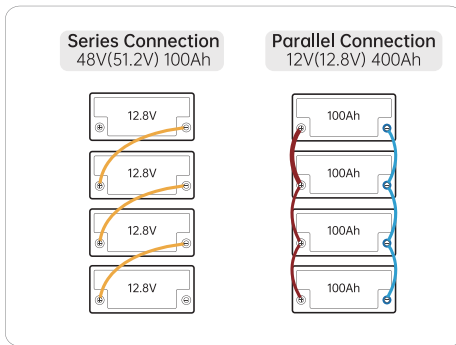 Series Connection
48V(51.2V) 100Ah
Parallel Connection
12V(12.8V) 400Ah
12.8V
12.8V
12.8V
12.8V
100Ah
100Ah
100Ah
100Ah